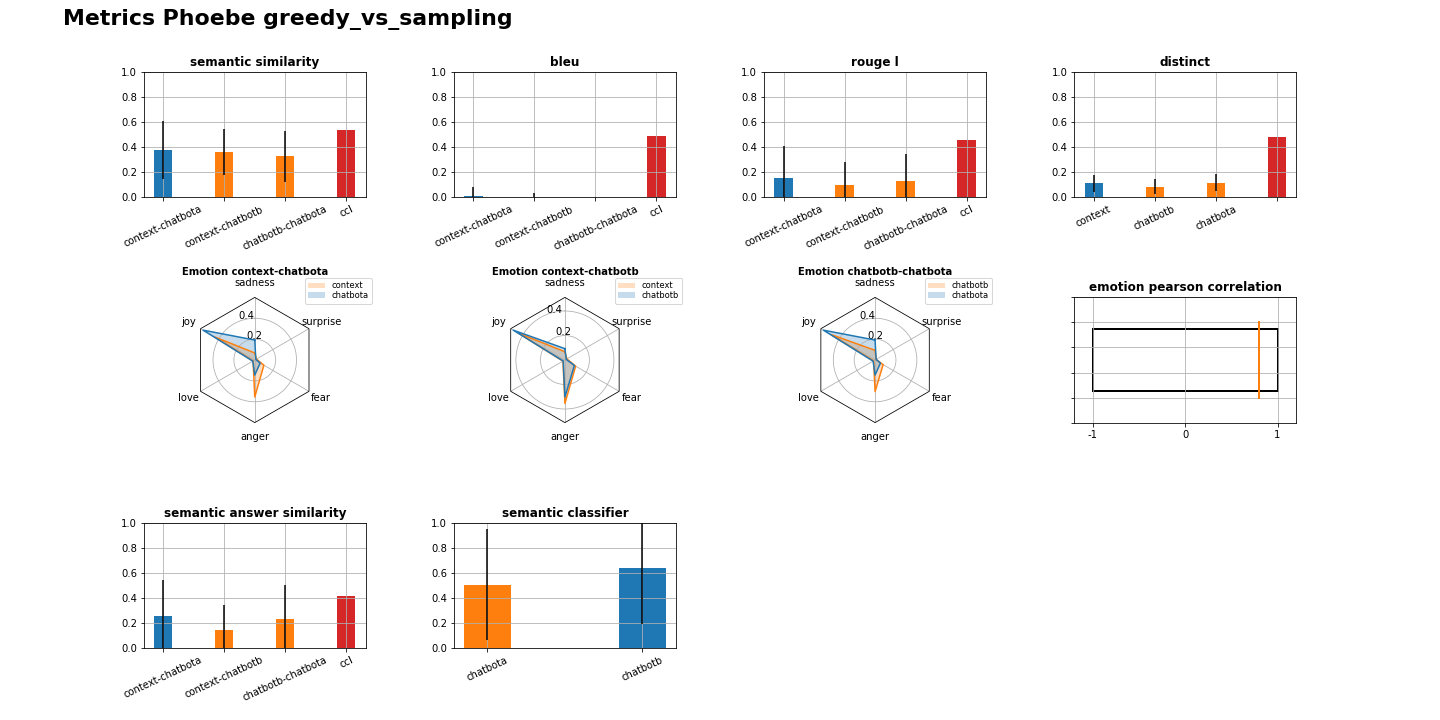 Metrics Phoebe greedy_vs_sampling
semantic similarity
1.0
0.8
0.6
0.4
0.2
0.0
context-chatbota
context-chatbotb
chatbotb-chatbota
ccl
bleu
1.0
0.8
0.6
0.4
0.2
0.0
context-chatbota
context-chatbotb
chatbotb-chatbota
ccl
rouge l
1.0
0.8
0.6
0.4
0.2
0.0
context-chatbota
context-chatbotb
chatbotb-chatbota
ccl
distinct
1.0
0.8
0.6
0.4
0.2
0.0
context
chatbotb
chatbota
Emotion context-chatbota
sadness
context
chatbota
joy
surprise
0.4
0.2
love
fear
anger
Emotion context-chatbotb
sadness
context
chatbotb
joy
surprise
0.4
0.2
love
fear
anger
Emotion chatbotb-chatbota
sadness
chatbotb
chatbota
joy
surprise
0.4
0.2
love
fear
anger
emotion pearson correlation
-1
0
1
semantic answer similarity
1.0
0.8
0.6
0.4
0.2
0.0
context-chatbota
context-chatbotb
chatbotb-chatbota
ccl
semantic classifier
1.0
0.8
0.6
0.4
0.2
0.0
chatbota
chatbotb